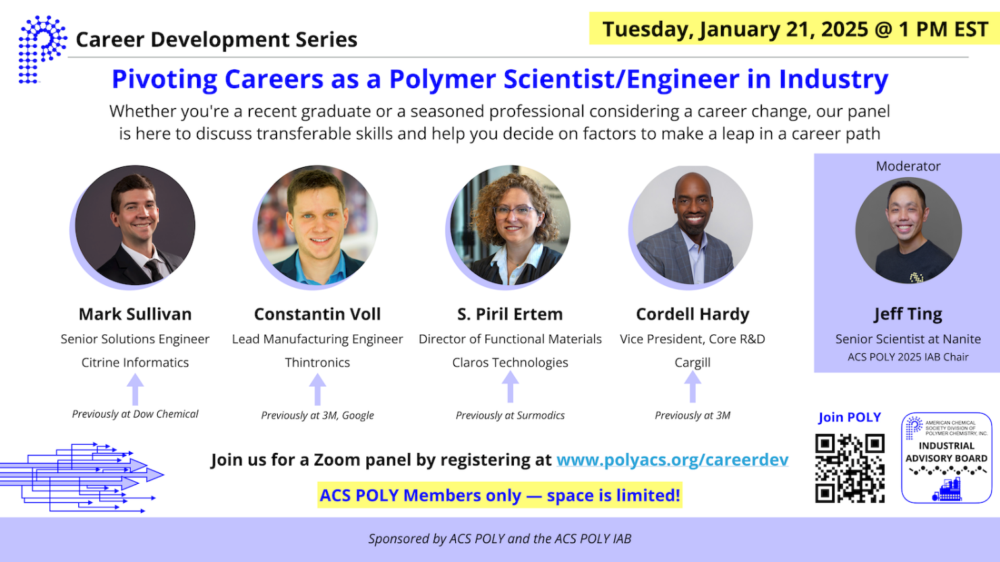 Career Development Series
Tuesday, January 21, 2025 @ 1 PM EST
Pivoting Careers as a Polymer Scientist/Engineer in Industry
Whether you're a recent graduate or a seasoned professional considering a career change, our panel
is here to discuss transferable skills and help you decide on factors to make a leap in a career path
Mark Sullivan
Senior Solutions Engineer
Citrine Informatics
Previously at Dow Chemical
Constantin Voll
Lead Manufacturing Engineer
Thintronics
Previously at 3M, Google
S. Piril Ertem
Director of Functional Materials
Claros Technologies
Previously at Surmodics
Cordell Hardy
Vice President, Core R&D
Cargill
Previously at 3M
Moderator
Jeff Ting
Senior Scientist at Nanite
ACS POLY 2025 IAB Chair
Join POLY
AMERICAN CHEMICAL
SOCIETY DIVISION OF
POLYMER CHEMISTRY, INC.
INDUSTRIAL
ADVISORY BOARD
Join us for a Zoom panel by registering at www.polyacs.org/careerdev
ACS POLY Members only — space is limited!
Sponsored by ACS POLY and the ACS POLY IAB